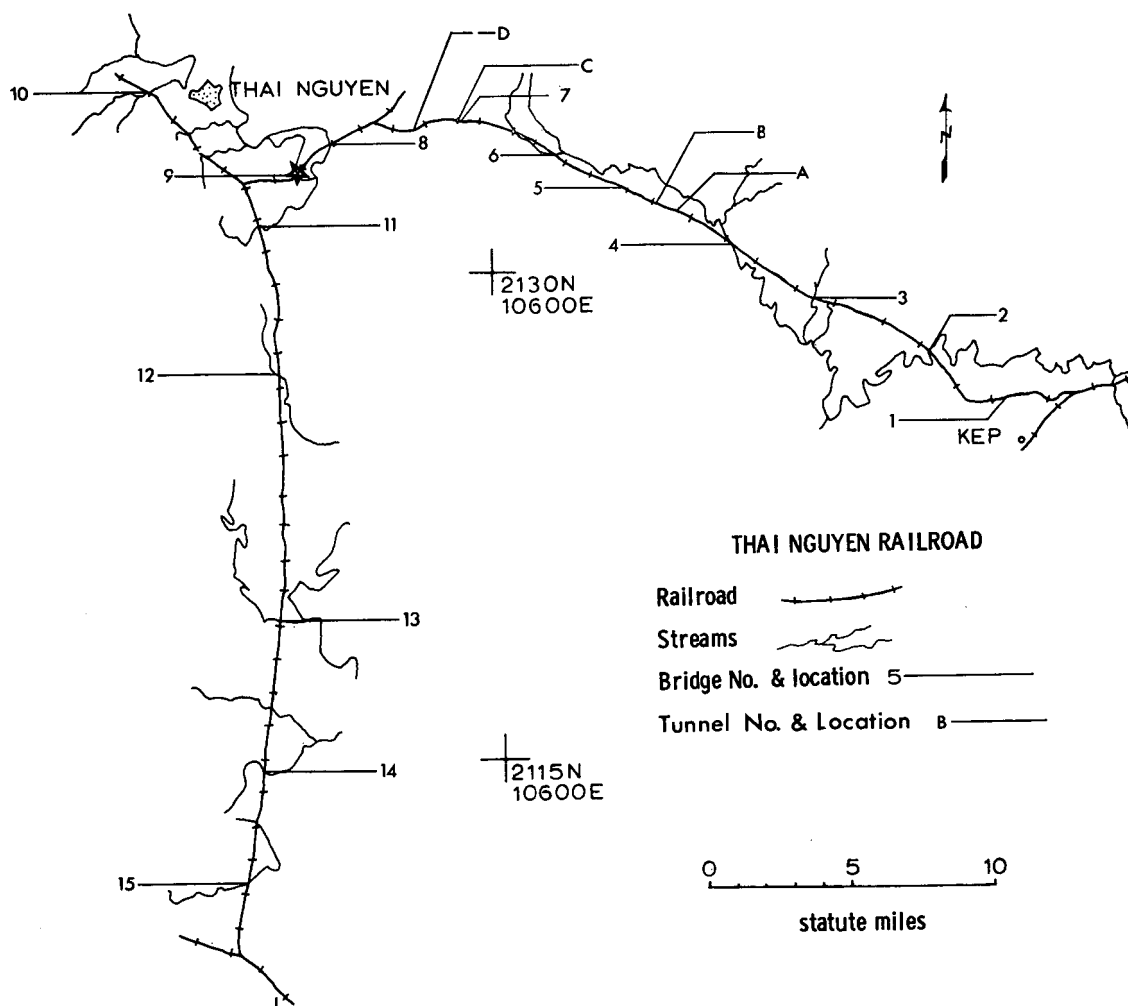 D
C
THAI NGUYEN
10
7
B
8
A
6
9
5
N
11
4
2130N
10600E
3
2
12
1
KEP
THAI NGUYEN RAILROAD
Railroad
Streams
13
Bridge No. & location 5
Tunnel No. & Location B
2115N
10600E
14
0 5 10
15
statute miles